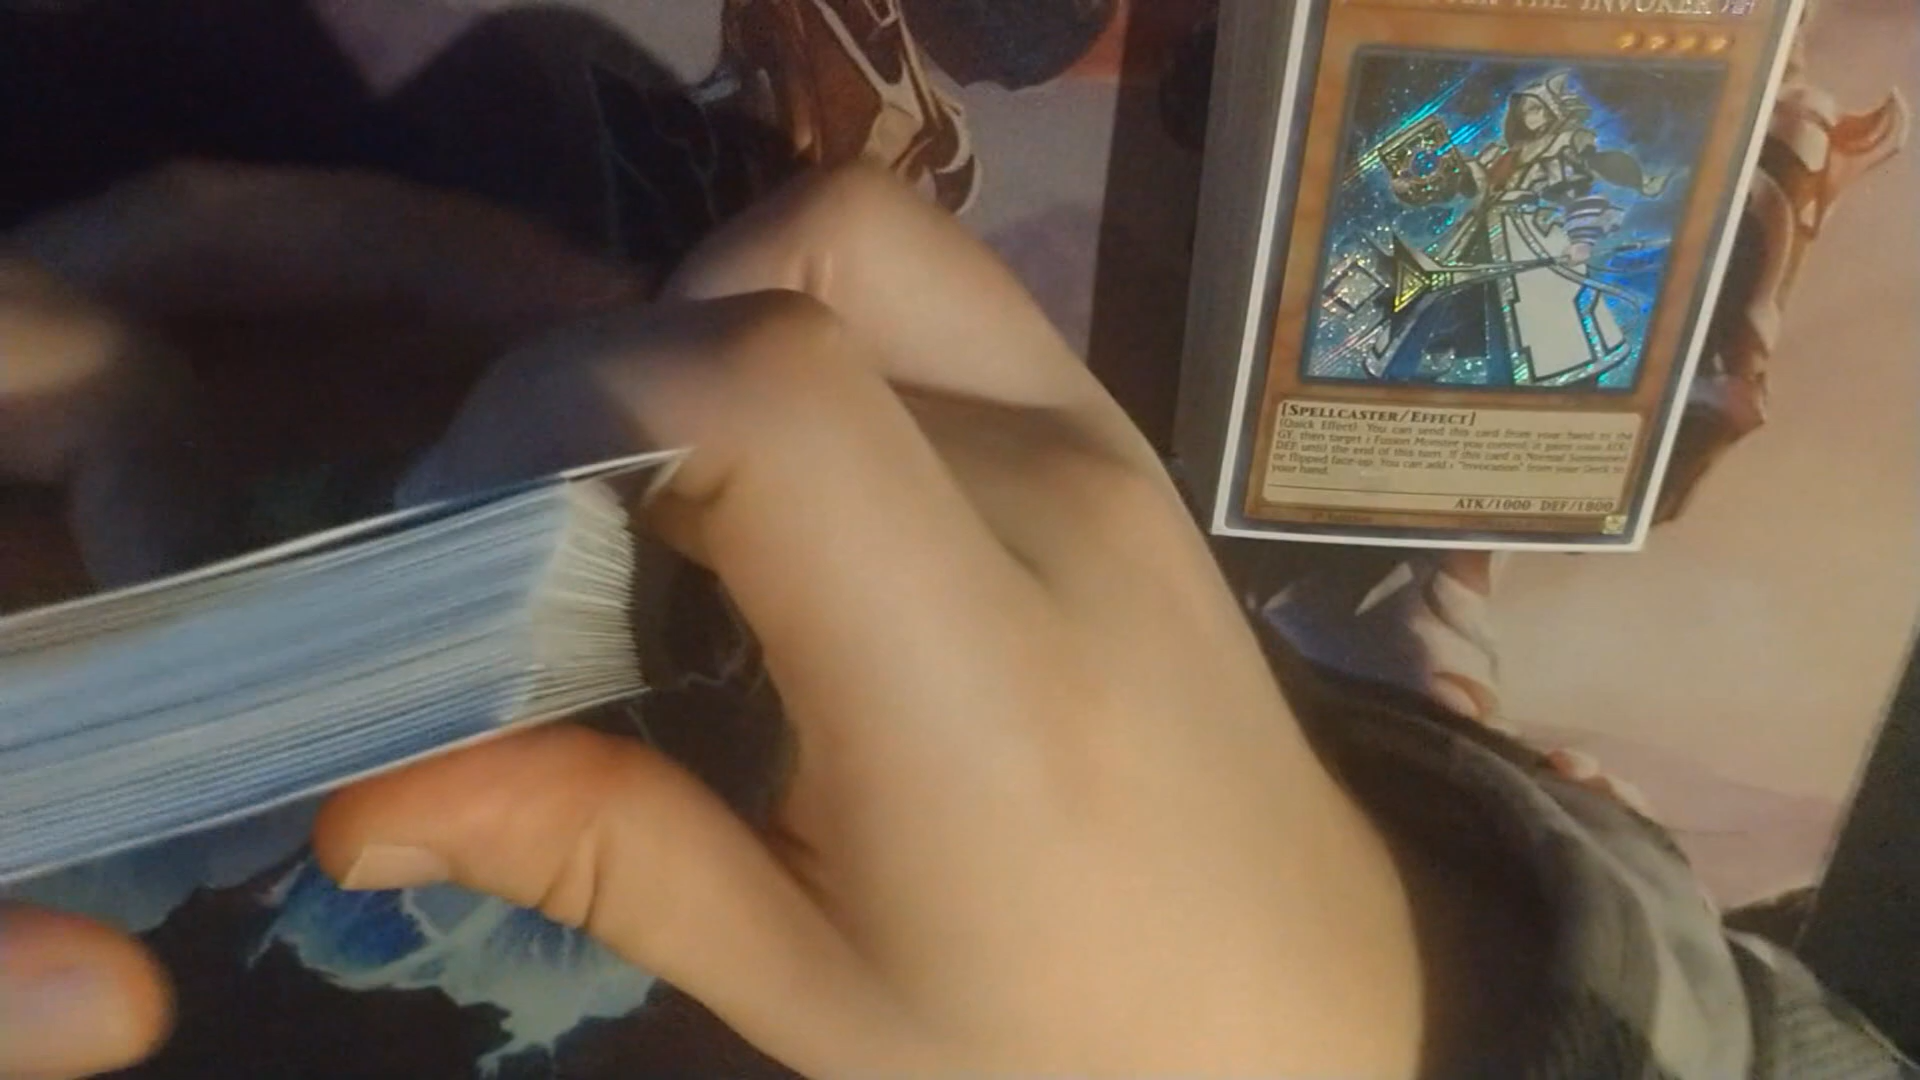 THE INVOKER
[SPELLCASTER/EFFECT]
(Quick Effect): You can send this card from your hand to the
GY, then target 1 Fusion Monster you control; it gains 1000 ATK/
DEF until the end of this turn. If this card is Normal Summoned
or flipped face-up: You can add 1 "Invocation" from your Deck to
your hand.
ATK/1000 DEF/1800